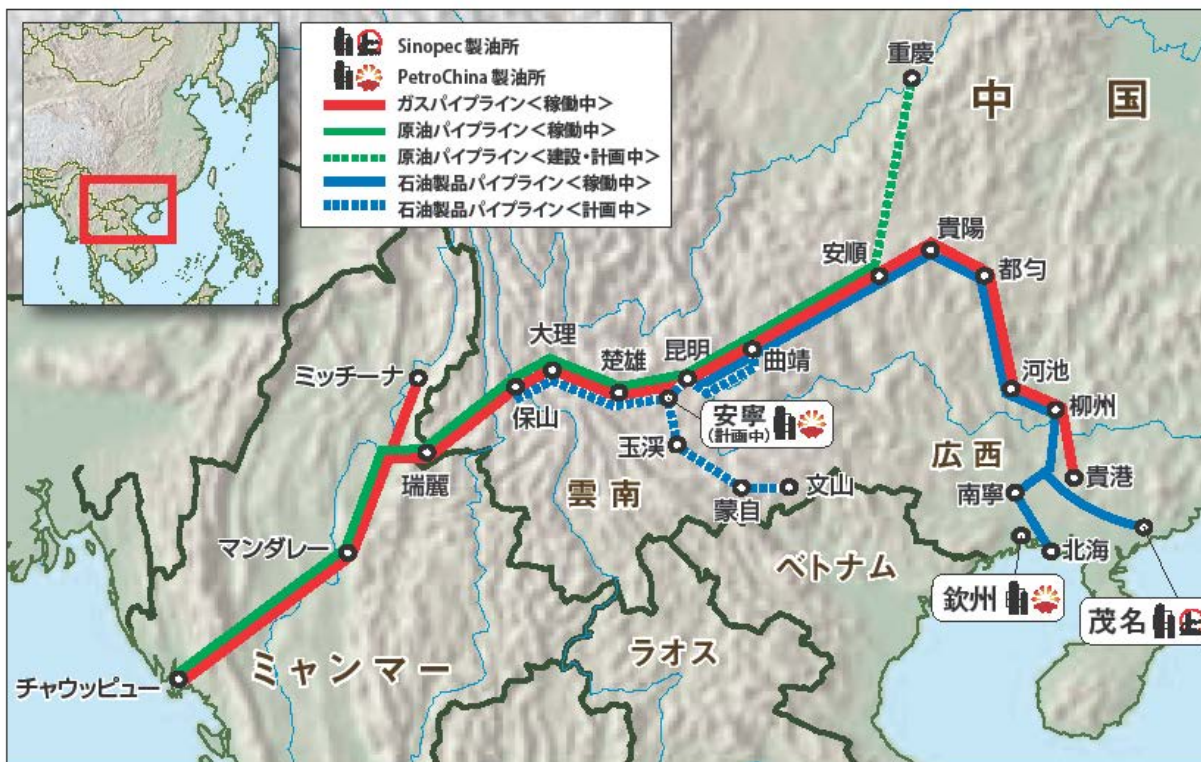 Sinopec 製油所
PetroChina 製油所
ガスパイプライン＜稼働中＞
原油パイプライン＜稼働中＞
原油パイプライン＜建設・計画中＞
石油製品パイプライン＜稼働中＞
石油製品パイプライン＜計画中＞
重慶
中国
貴陽
安順
都匀
大理
楚雄
昆明
曲靖
河池
ミッチーナ
保山
安寧
(計画中)
柳州
玉渓
広西
瑞麗
雲南
文山
蒙自
南寧
貴港
マンダレー
ベトナム
北海
欽州
茂名
ラオス
ミャンマー
チャウッピュー